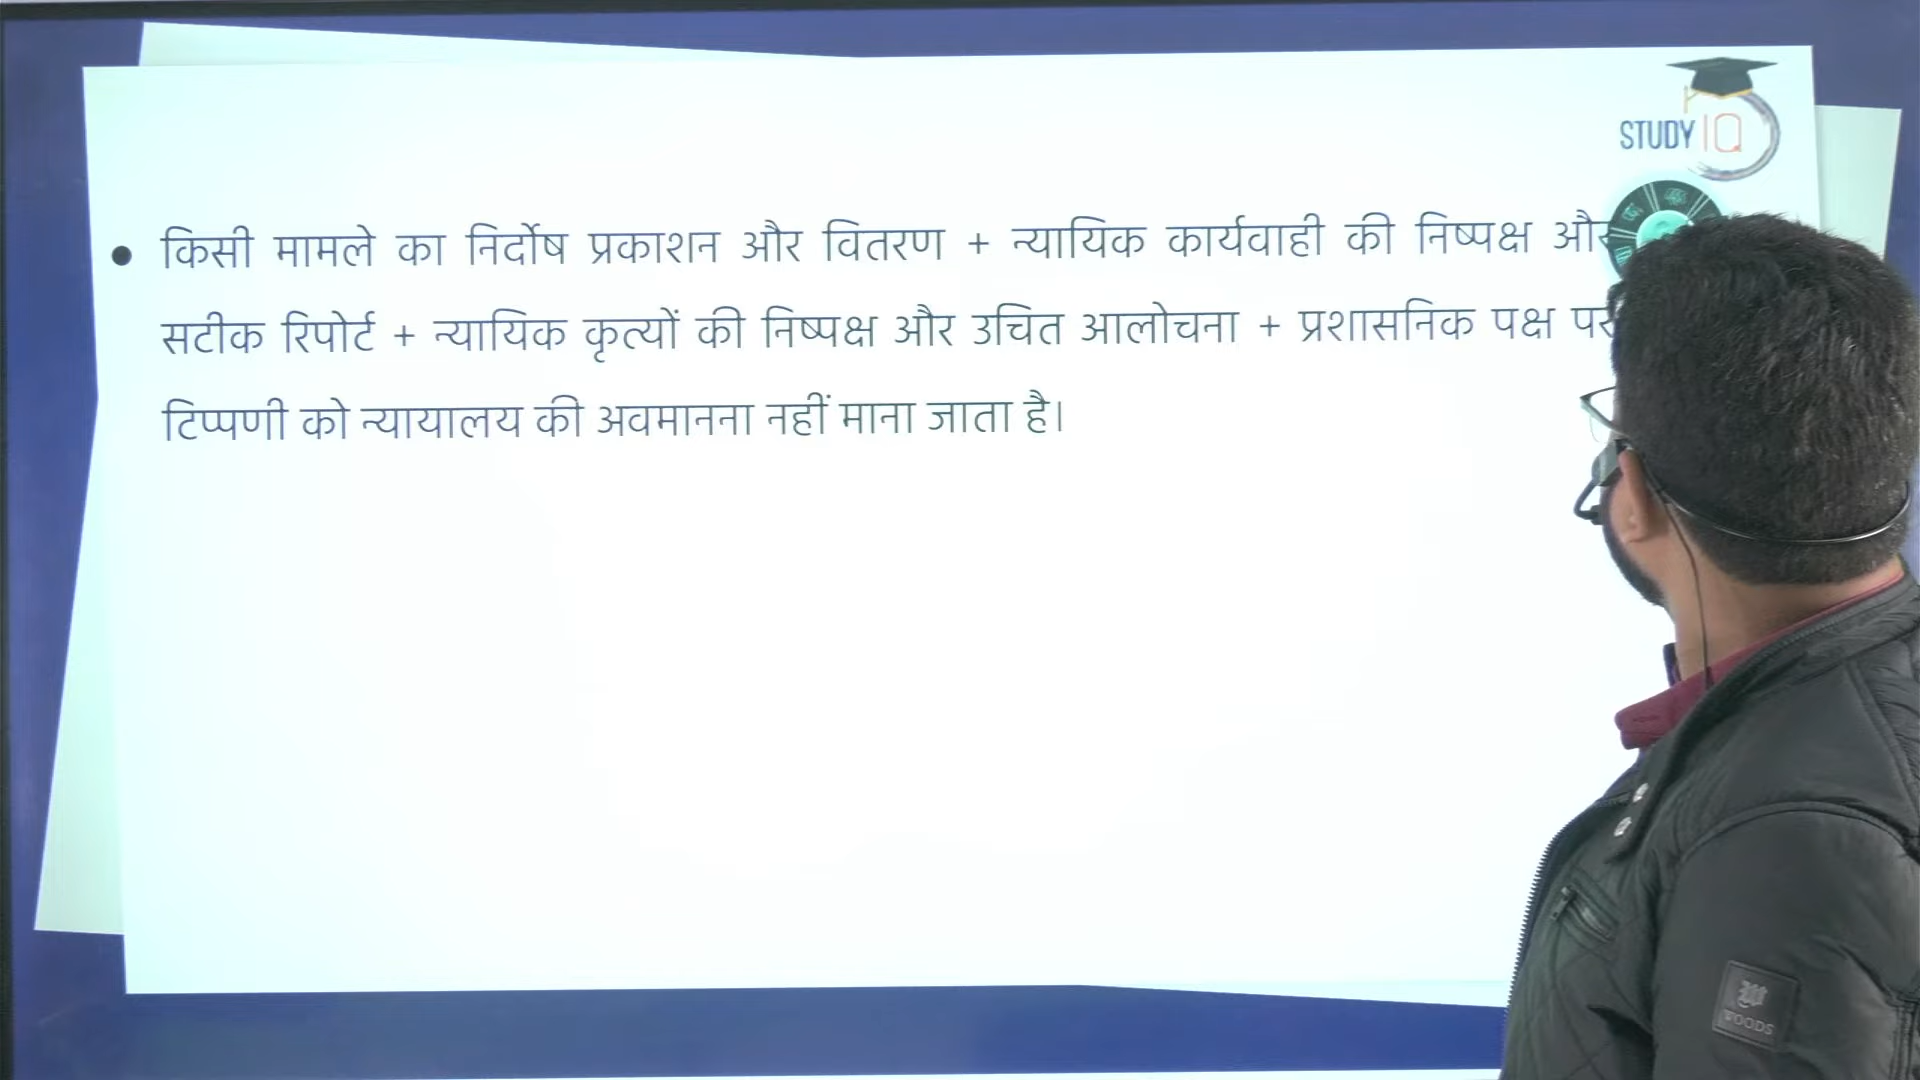 STUDY IQ
• किसी मामले का निर्दोष प्रकाशन और वितरण + न्यायिक कार्यवाही की निष्पक्ष और
सटीक रिपोर्ट + न्यायिक कृत्यों की निष्पक्ष और उचित आलोचना + प्रशासनिक पक्ष पर
टिप्पणी को न्यायालय की अवमानना नहीं माना जाता है।
WOODS